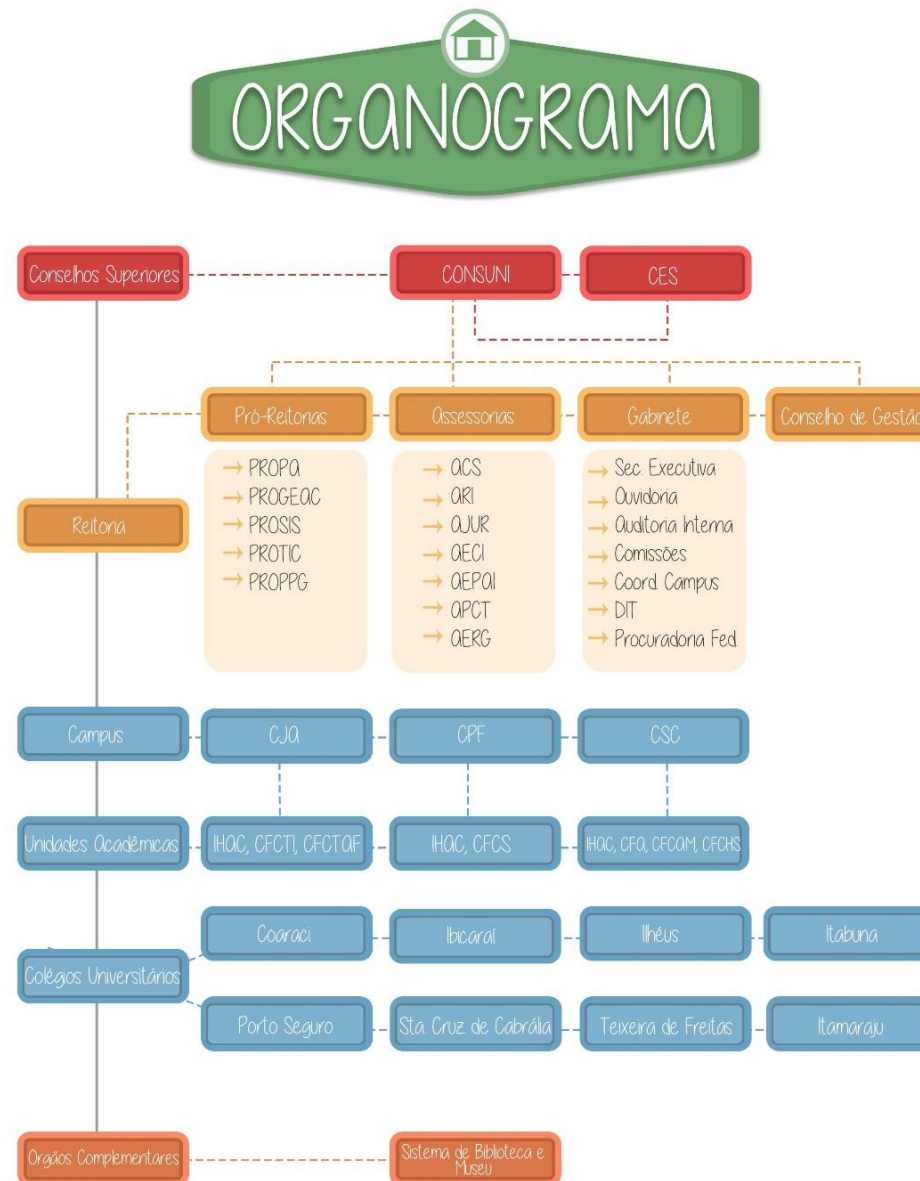 ORGANOGRAMA
Conselhos Superiores
CONSUNI
CES
Pró-Reitorias
Assessorias
Gabinete
Conselho de Gestão
Reitoria
PROPA
PROGEAC
PROSIS
PROTIC
PROPPG
ACS
ARI
AJUR
AECI
AEPAI
APCT
AERG
Sec. Executiva
Ouvidoria
Auditoria Interna
Comissões
Coord Campus
DIT
Procuradoria Fed.
Campus
CJA
CPF
CSC
Unidades Acadêmicas
IHAC, CFCTI, CFCTAF
IHAC, CFCS
IHAC, CFA, CFCAM, CFCHS
Colégios Universitários
Coaraci
Ibicaraí
Ilhéus
Itabuna
Porto Seguro
Sta Cruz de Cabrália
Teixeira de Freitas
Itamaraju
Orgãos Complementares
Sistema de Biblioteca e
Museu